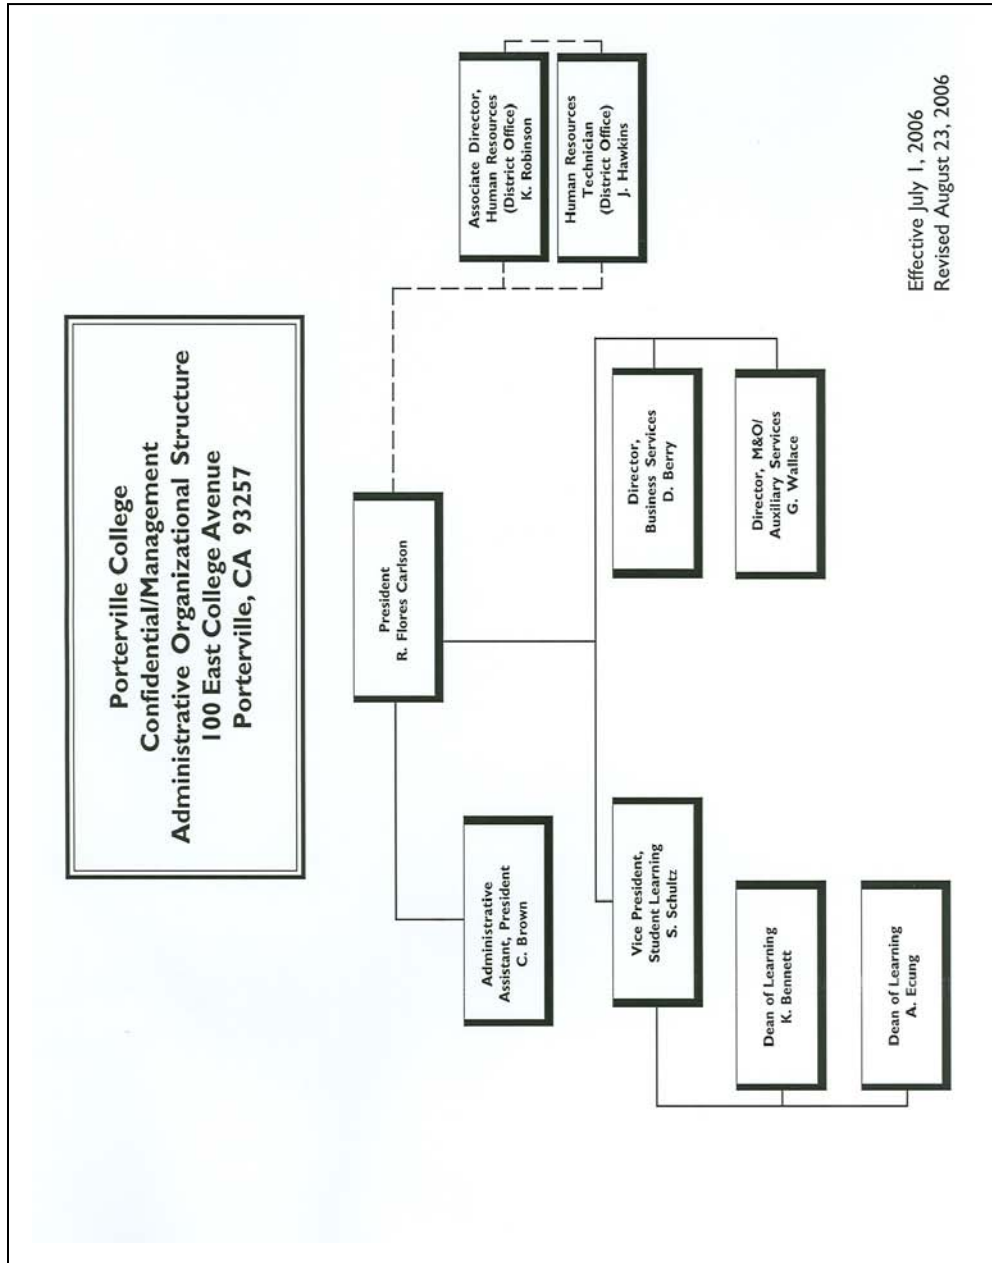 Porterville College
Confidential/Management
Administrative Organizational Structure
100 East College Avenue
Porterville, CA 93257
President
R. Flores Carlson
Administrative
Assistant, President
C. Brown
Associate Director,
Human Resources
(District Office)
K. Robinson
Human Resources
Technician
(District Office)
J. Hawkins
Vice President,
Student Learning
S. Schultz
Director,
Business Services
D. Berry
Dean of Learning
K. Bennett
Director, M&O/
Auxiliary Services
G. Wallace
Dean of Learning
A. Ecung
Effective July 1, 2006
Revised August 23, 2006